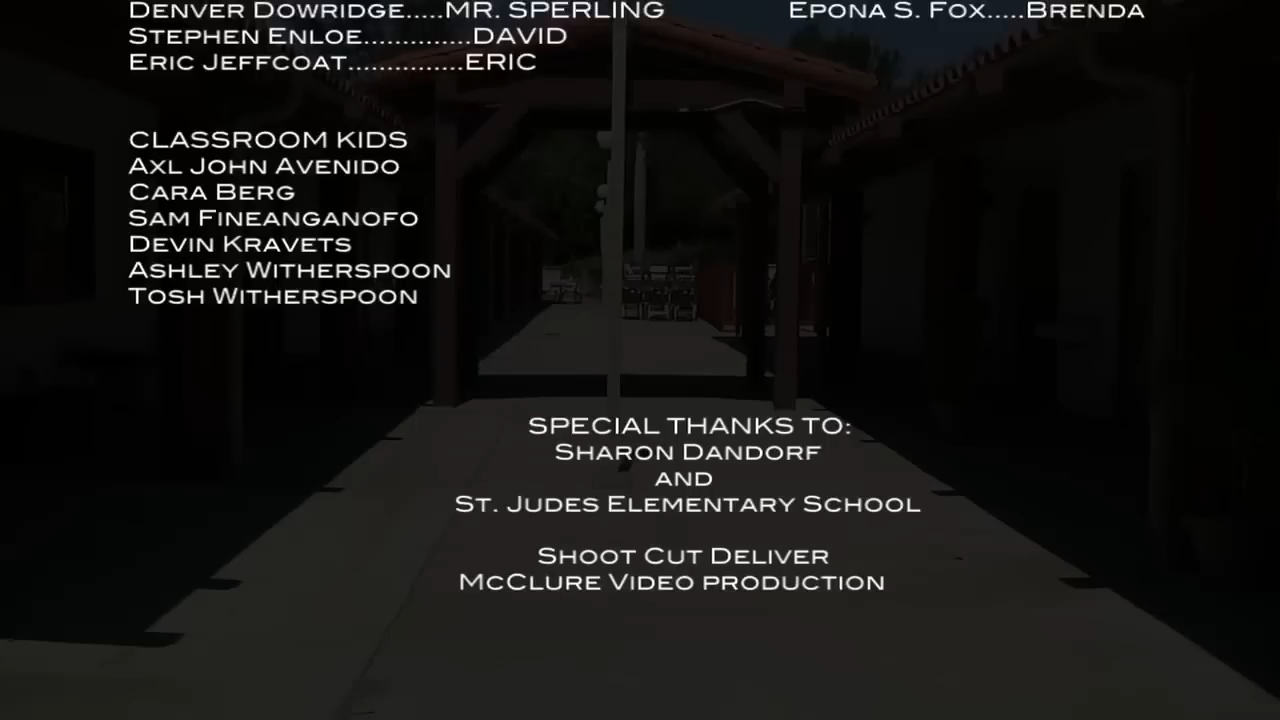 Denver Dowridge.....MR. SPERLING
Epona S. Fox.....Brenda
Stephen Enloe..............DAVID
Eric Jeffcoat...............ERIC
CLASSROOM KIDS
Axl John Avenido
Cara Berg
Sam Fineanganofo
Devin Kravets
Ashley Witherspoon
Tosh Witherspoon
SPECIAL THANKS TO:
Sharon Dandorf
and
St. Judes Elementary School
Shoot Cut Deliver
McClure Video production